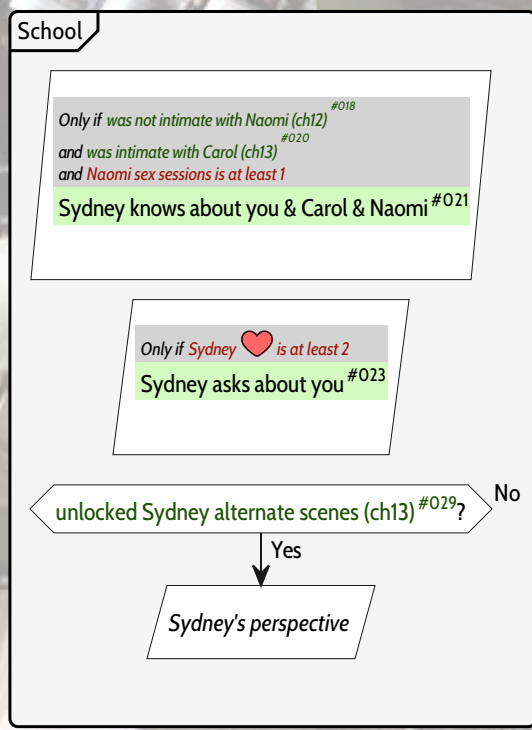 School
Only if was not intimate with Naomi (ch12) #018
and was intimate with Carol (ch13) #020
and Naomi sex sessions is at least 1
Sydney knows about you & Carol & Naomi #021
Only if Sydney ❤ is at least 2
Sydney asks about you #023
unlocked Sydney alternate scenes (ch13) #029?
No
Yes
Sydney's perspective